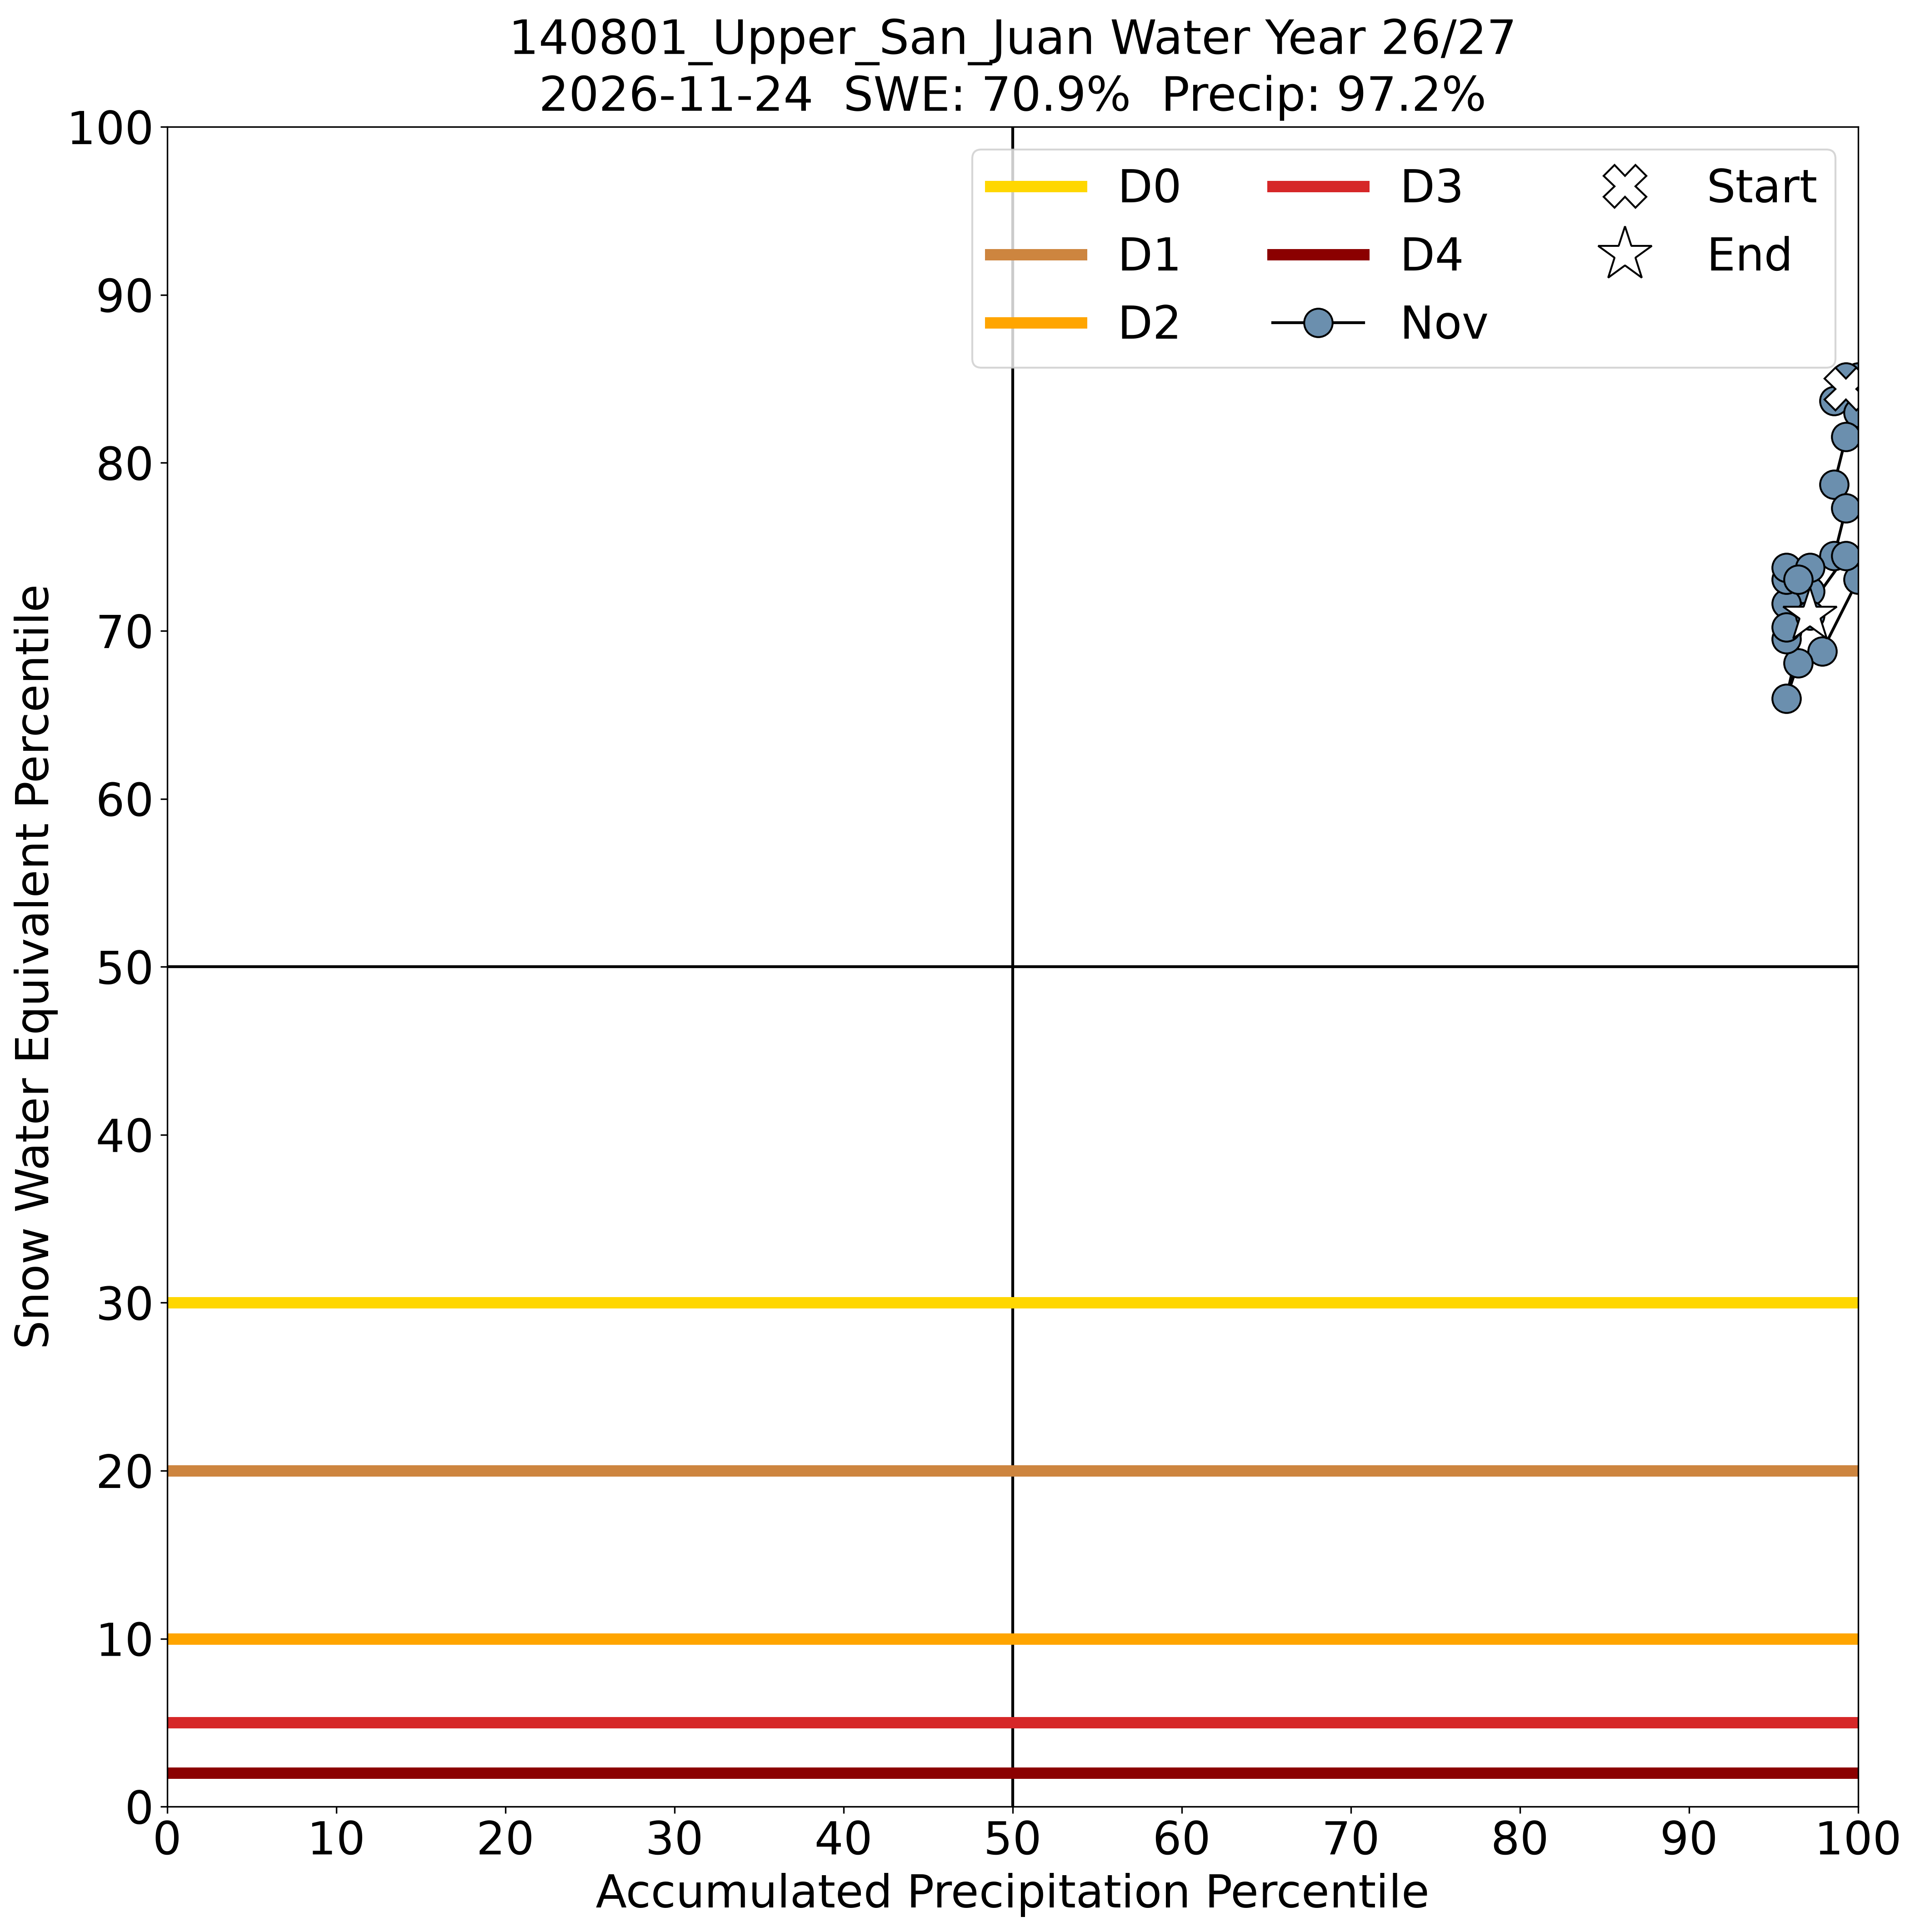 140801_Upper_San_Juan Water Year 26/27
2026-11-24  SWE: 70.9%  Precip: 97.2%
100
90
80
70
60
50
40
30
20
10
0
Snow Water Equivalent Percentile
D0
D1
D2
D3
D4
Nov
Start
End
0 10 20 30 40 50 60 70 80 90 100
Accumulated Precipitation Percentile